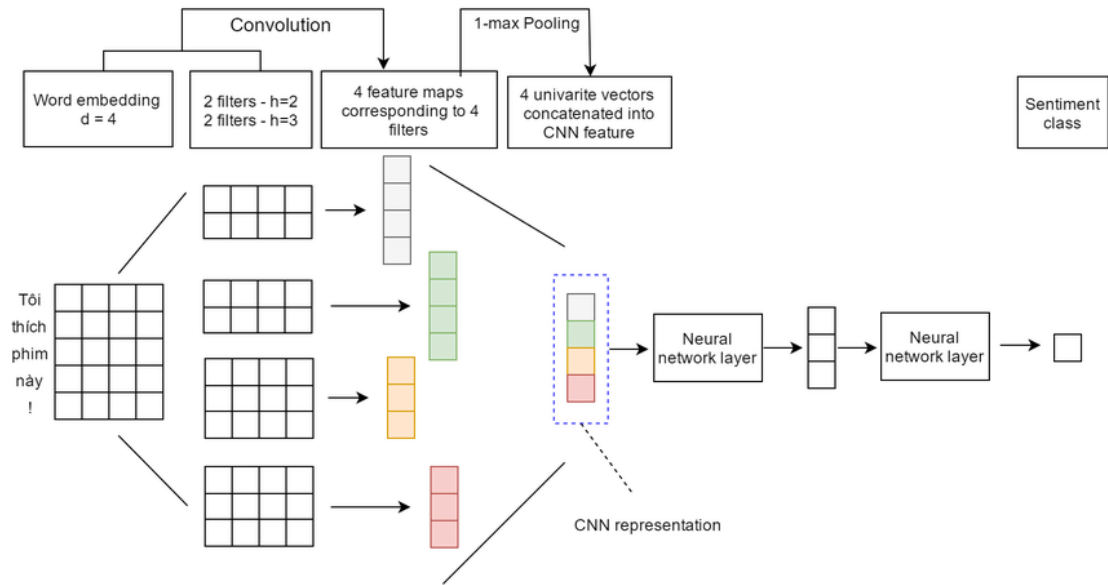 Convolution
1-max Pooling
Word embedding
d = 4
2 filters - h=2
2 filters - h=3
4 feature maps
corresponding to 4
filters
4 univarite vectors
concatenated into
CNN feature
Sentiment
class
Tôi
thích
phim
này
!
Neural
network layer
Neural
network layer
CNN representation